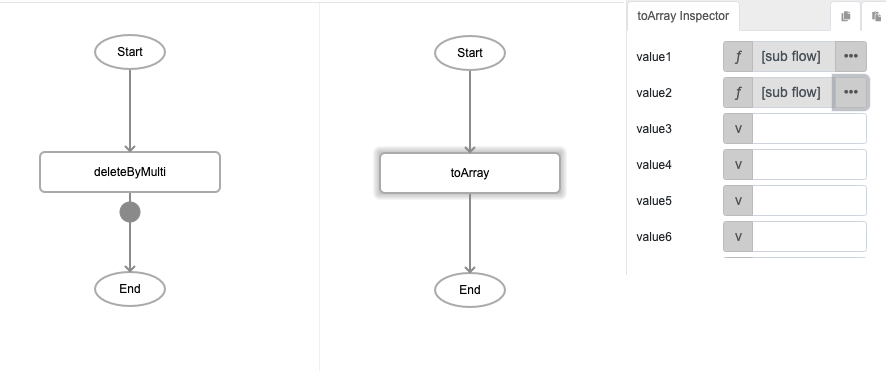 Start
deleteByMulti
End
Start
toArray
End
toArray Inspector
value1 ƒ [sub flow] •••
value2 ƒ [sub flow] •••
value3 v
value4 v
value5 v
value6 v